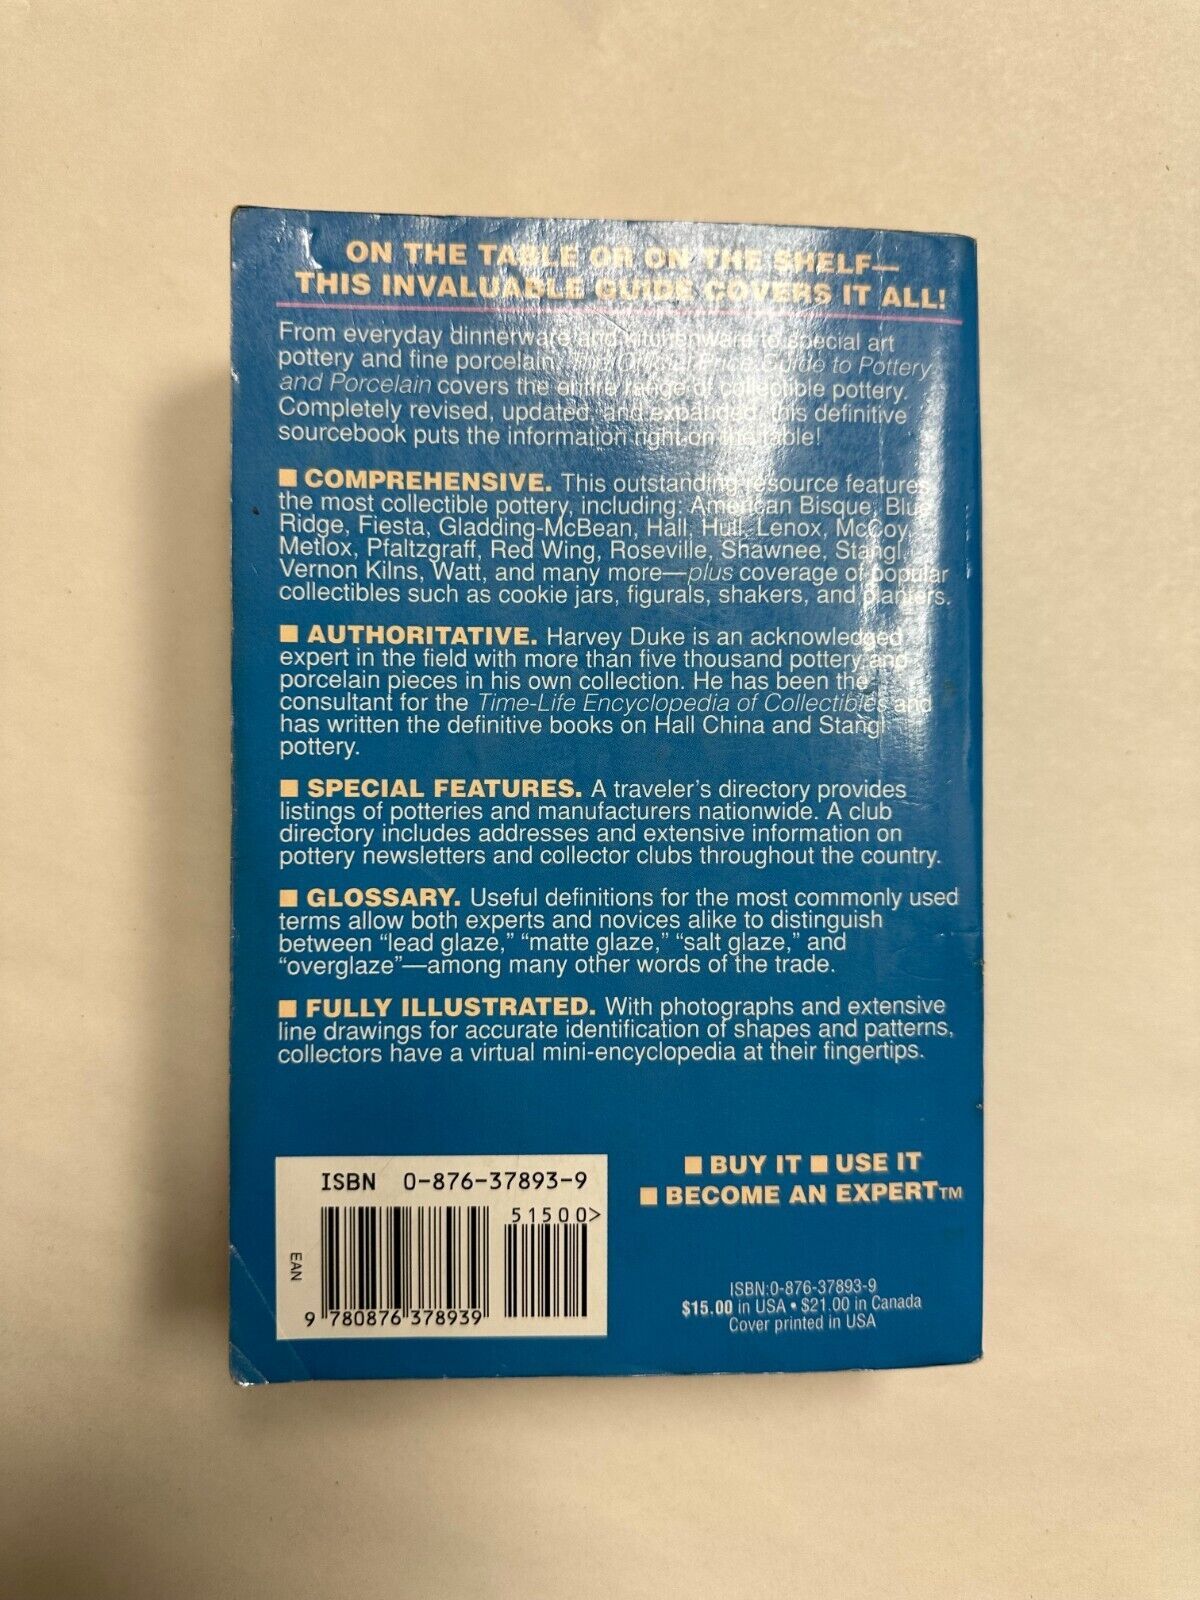 ON THE TABLE OR ON THE SHELF—
THIS INVALUABLE GUIDE COVERS IT ALL!
From everyday dinnerware and kitchenware to special art
pottery and fine porcelain, The Official Price Guide to Pottery
and Porcelain covers the entire range of collectible pottery.
Completely revised, updated, and expanded, this definitive
sourcebook puts the information right on the table!
■ COMPREHENSIVE. This outstanding resource features
the most collectible pottery, including: American Bisque, Blue
Ridge, Fiesta, Gladding-McBean, Hall, Hull, Lenox, McCoy,
Metlox, Pfaltzgraff, Red Wing, Roseville, Shawnee, Stangl,
Vernon Kilns, Watt, and many more—plus coverage of popular
collectibles such as cookie jars, figurals, shakers, and planters.
■ AUTHORITATIVE. Harvey Duke is an acknowledged
expert in the field with more than five thousand pottery and
porcelain pieces in his own collection. He has been the
consultant for the Time-Life Encyclopedia of Collectibles and
has written the definitive books on Hall China and Stangl
pottery.
■ SPECIAL FEATURES. A traveler's directory provides
listings of potteries and manufacturers nationwide. A club
directory includes addresses and extensive information on
pottery newsletters and collector clubs throughout the country.
■ GLOSSARY. Useful definitions for the most commonly used
terms allow both experts and novices alike to distinguish
between “lead glaze,” “matte glaze,” “salt glaze,” and
“overglaze”—among many other words of the trade.
■ FULLY ILLUSTRATED. With photographs and extensive
line drawings for accurate identification of shapes and patterns,
collectors have a virtual mini-encyclopedia at their fingertips.
■ BUY IT ■ USE IT
■ BECOME AN EXPERT™
ISBN 0-876-37893-9
51500>
EAN
9 780876 378939
ISBN:0-876-37893-9
$15.00 in USA • $21.00 in Canada
Cover printed in USA